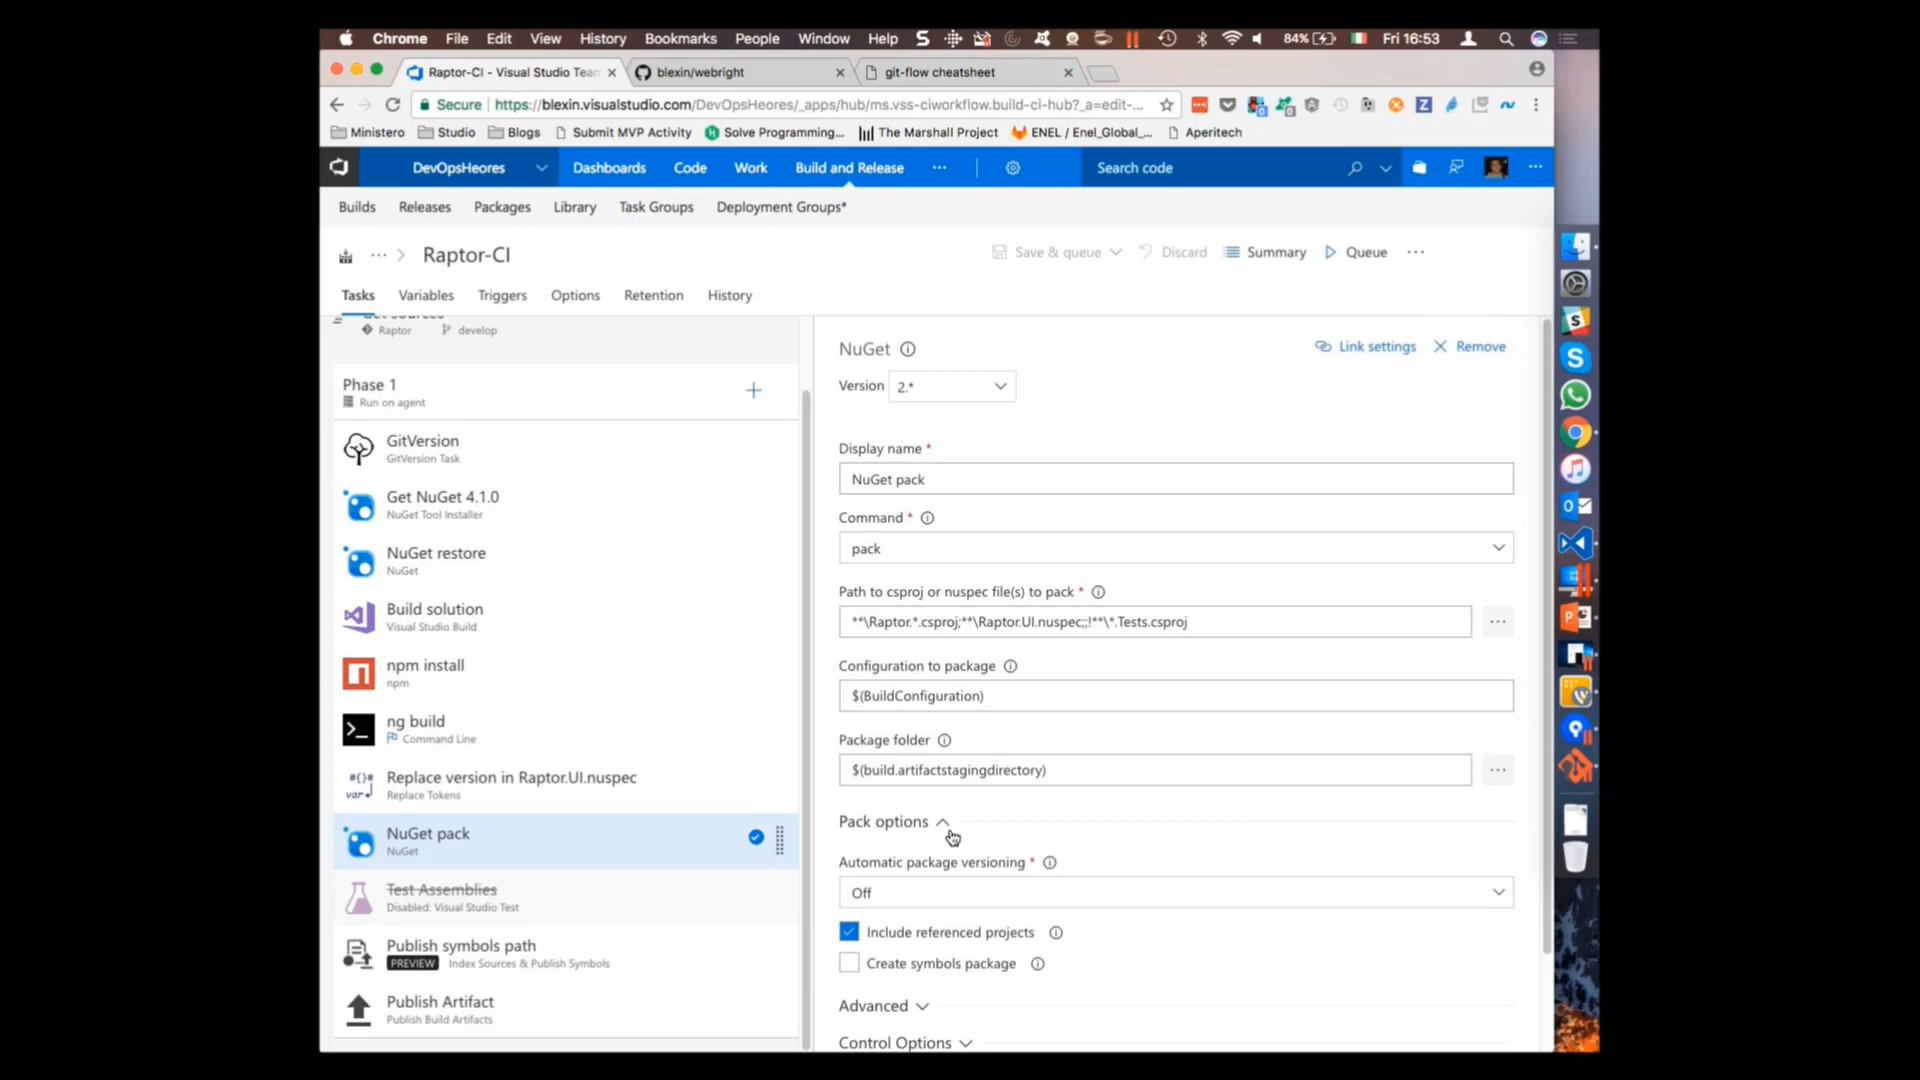 Chrome File Edit View History Bookmarks People Window Help 84% Fri 16:53
Raptor-CI - Visual Studio Team blexin/webright git-flow cheatsheet
Secure | https://blexin.visualstudio.com/DevOpsHeores/_apps/hub/ms.vss-ciworkflow.build-ci-hub?_a=edit-...
Ministero Studio Blogs Submit MVP Activity Solve Programming... The Marshall Project ENEL / Enel_Global_... Aperitech
DevOpsHeores Dashboards Code Work Build and Release ... Search code
Builds Releases Packages Library Task Groups Deployment Groups*
... > Raptor-CI Save & queue Discard Summary Queue ...
Tasks Variables Triggers Options Retention History
Get sources
Raptor develop
Phase 1
Run on agent
GitVersion
GitVersion Task
Get NuGet 4.1.0
NuGet Tool Installer
NuGet restore
NuGet
Build solution
Visual Studio Build
npm install
npm
ng build
Command Line
Replace version in Raptor.UI.nuspec
Replace Tokens
NuGet pack
NuGet
Test Assemblies
Disabled: Visual Studio Test
Publish symbols path
PREVIEW Index Sources & Publish Symbols
Publish Artifact
Publish Build Artifacts
NuGet Link settings Remove
Version 2.*
Display name *
NuGet pack
Command *
pack
Path to csproj or nuspec file(s) to pack *
**\Raptor.*.csproj;**\Raptor.UI.nuspec;;!**\*.Tests.csproj
Configuration to package
$(BuildConfiguration)
Package folder
$(build.artifactstagingdirectory)
Pack options
Automatic package versioning *
Off
Include referenced projects
Create symbols package
Advanced
Control Options